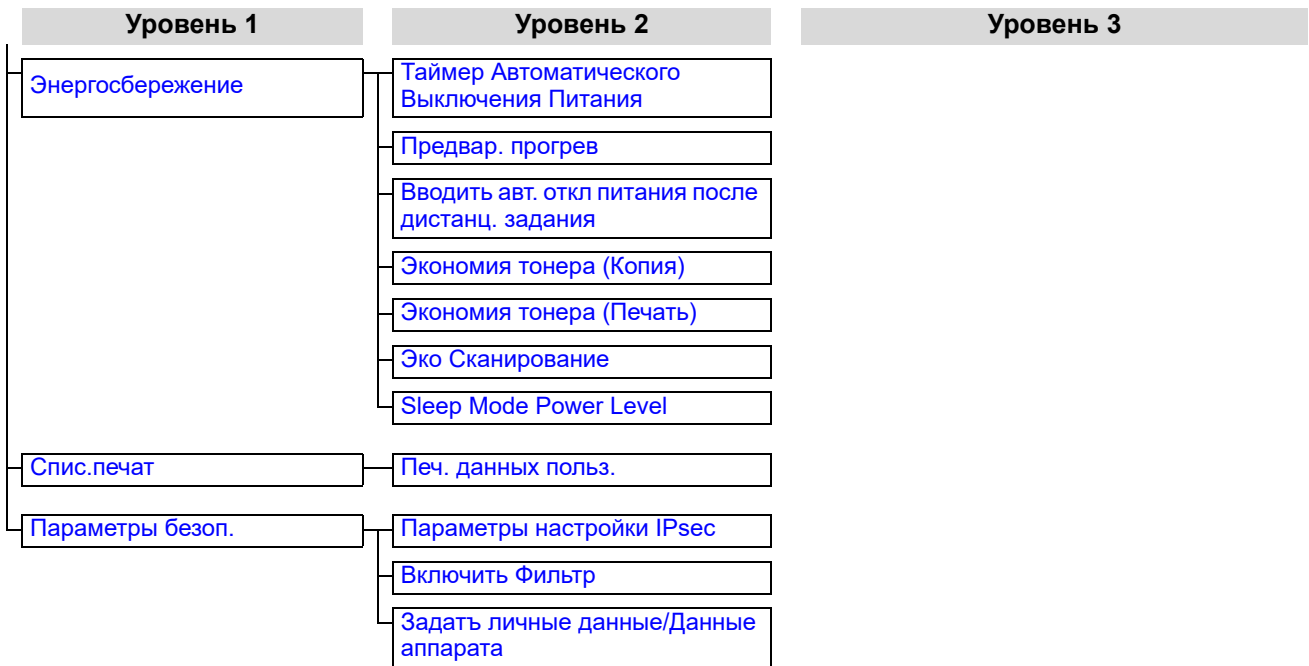 Уровень 1
Уровень 2
Уровень 3
Энергосбережение
Таймер Автоматического
Выключения Питания
Предвар. прогрев
Вводить авт. откл питания после
дистанц. задания
Экономия тонера (Копия)
Экономия тонера (Печать)
Эко Сканирование
Sleep Mode Power Level
Спис.печат
Печ. данных польз.
Параметры безоп.
Параметры настройки IPsec
Включить Фильтр
Задатъ личные данные/Данные
аппарата